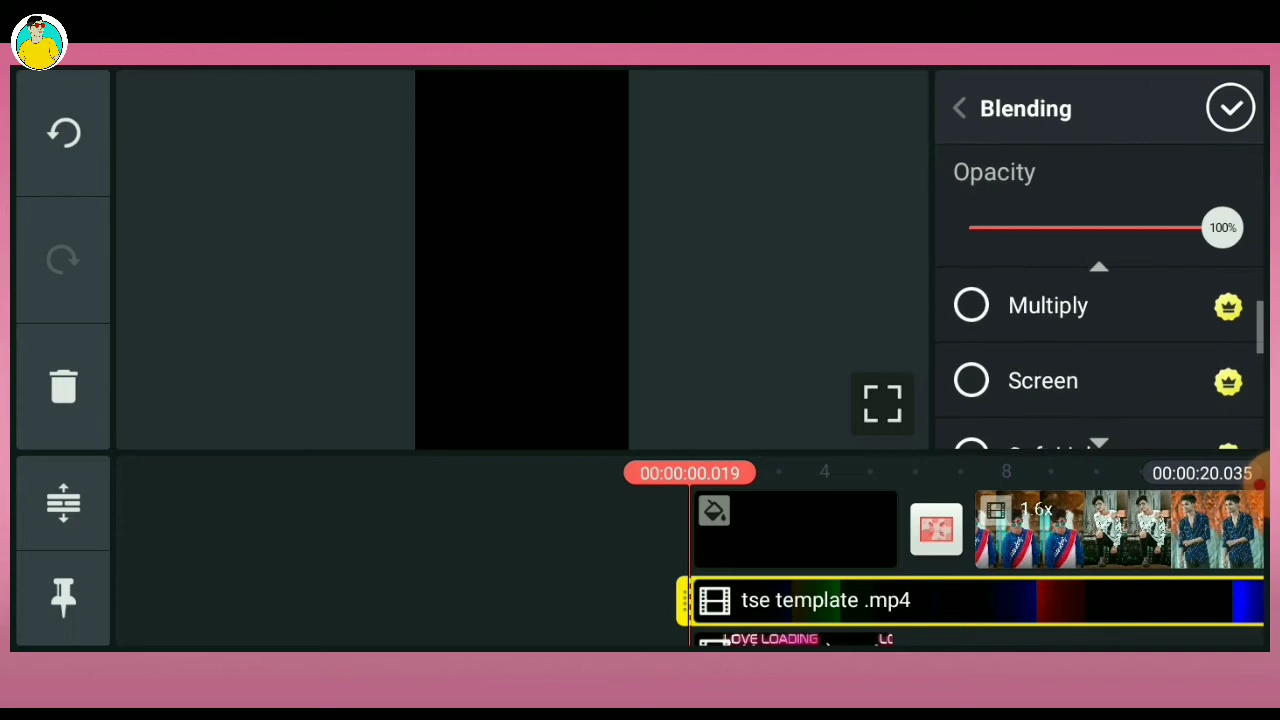 Blending
Opacity
100%
Multiply
Screen
00:00:00.019
4
8
00:00:20.035
1.6x
tse template .mp4
LOVE LOADING